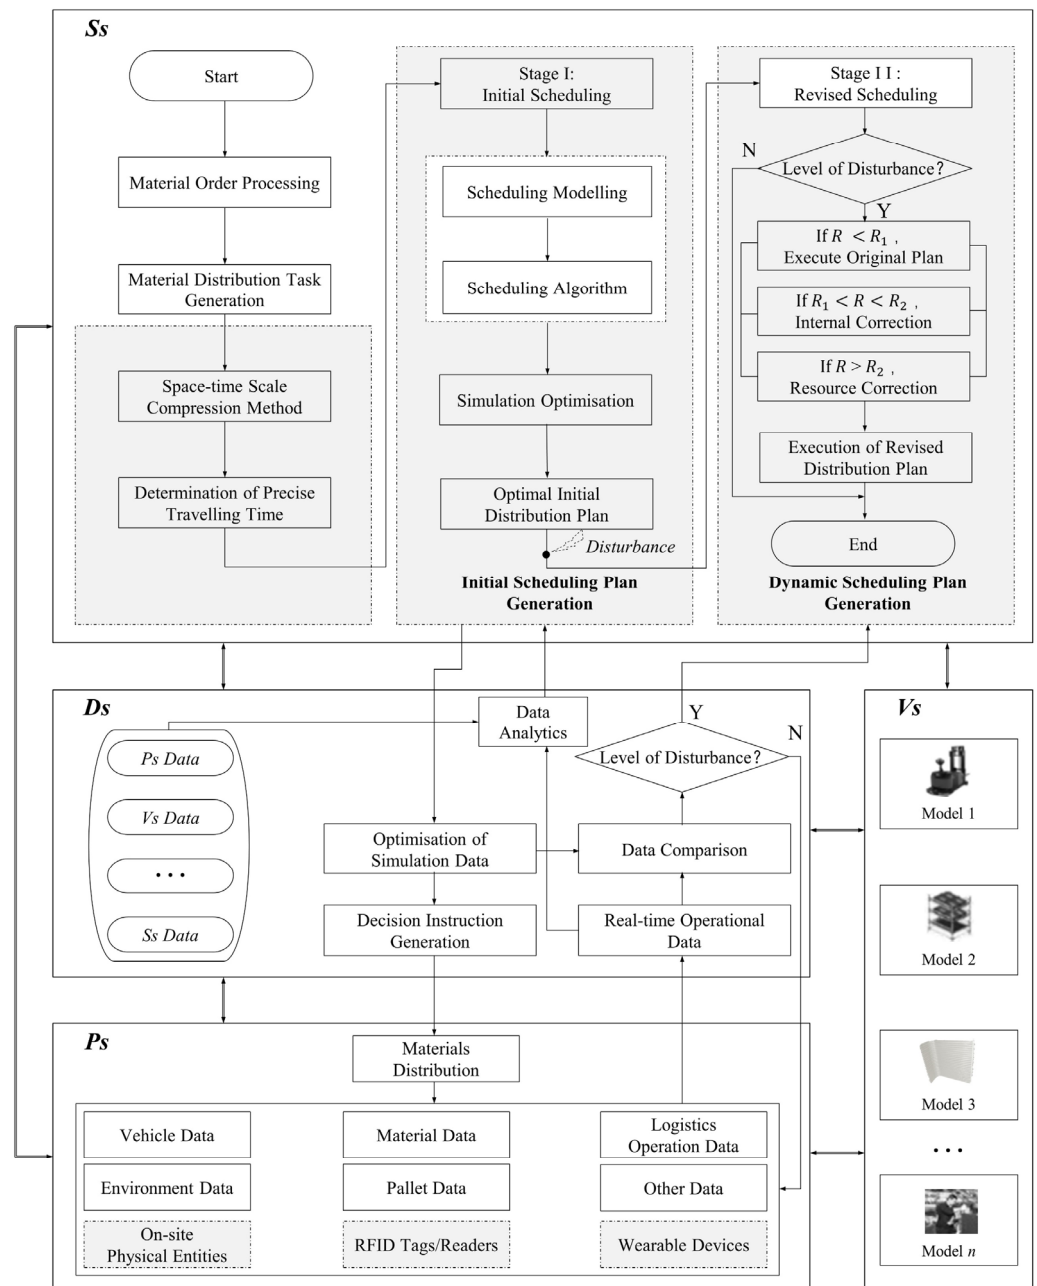 Ss
Start
Material Order Processing
Material Distribution Task
Generation
Space-time Scale
Compression Method
Determination of Precise
Travelling Time
Stage I:
Initial Scheduling
Scheduling Modelling
Scheduling Algorithm
Simulation Optimisation
Optimal Initial
Distribution Plan
Disturbance
Initial Scheduling Plan
Generation
Stage I I :
Revised Scheduling
N
Level of Disturbance?
Y
If R < R₁ ,
Execute Original Plan
If R₁ < R < R₂ ,
Internal Correction
If R > R₂ ,
Resource Correction
Execution of Revised
Distribution Plan
End
Dynamic Scheduling Plan
Generation
Ds
Ps Data
Vs Data
• • •
Ss Data
Data
Analytics
Y
N
Level of Disturbance?
Optimisation of
Simulation Data
Data Comparison
Decision Instruction
Generation
Real-time Operational
Data
Vs
Model 1
Model 2
Model 3
• • •
Model n
Ps
Materials
Distribution
Vehicle Data
Material Data
Logistics
Operation Data
Environment Data
Pallet Data
Other Data
On-site
Physical Entities
RFID Tags/Readers
Wearable Devices